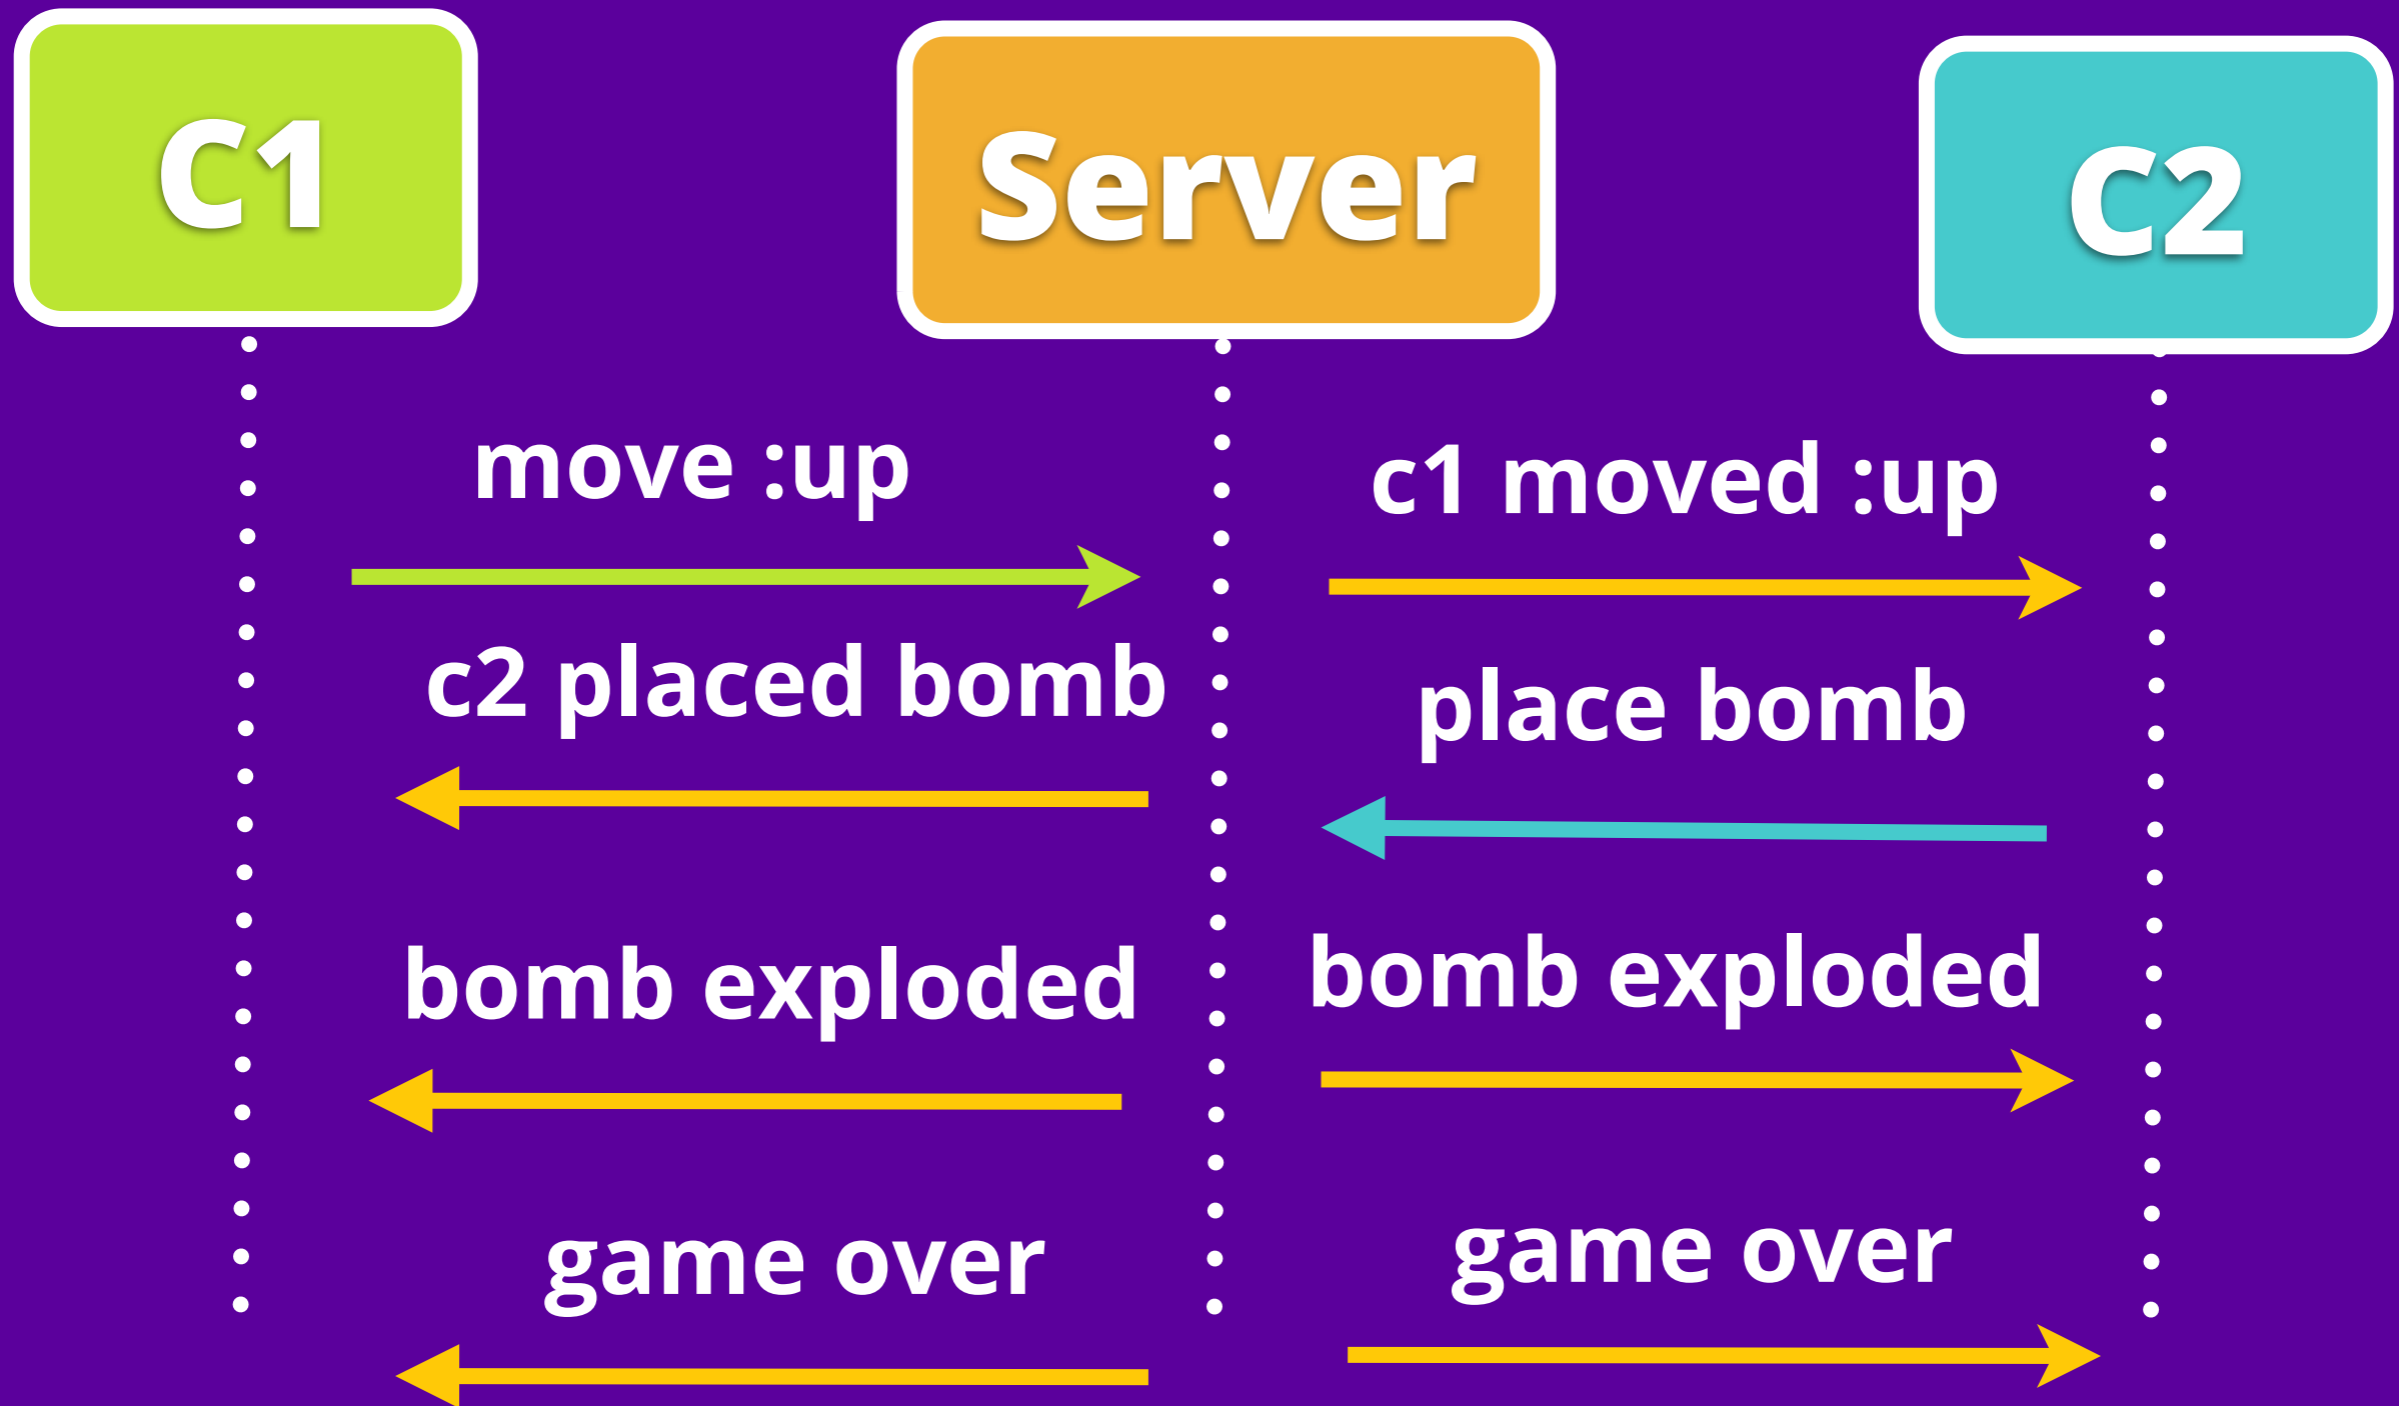 C1
Server
C2
move :up
c1 moved :up
c2 placed bomb
place bomb
bomb exploded
bomb exploded
game over
game over